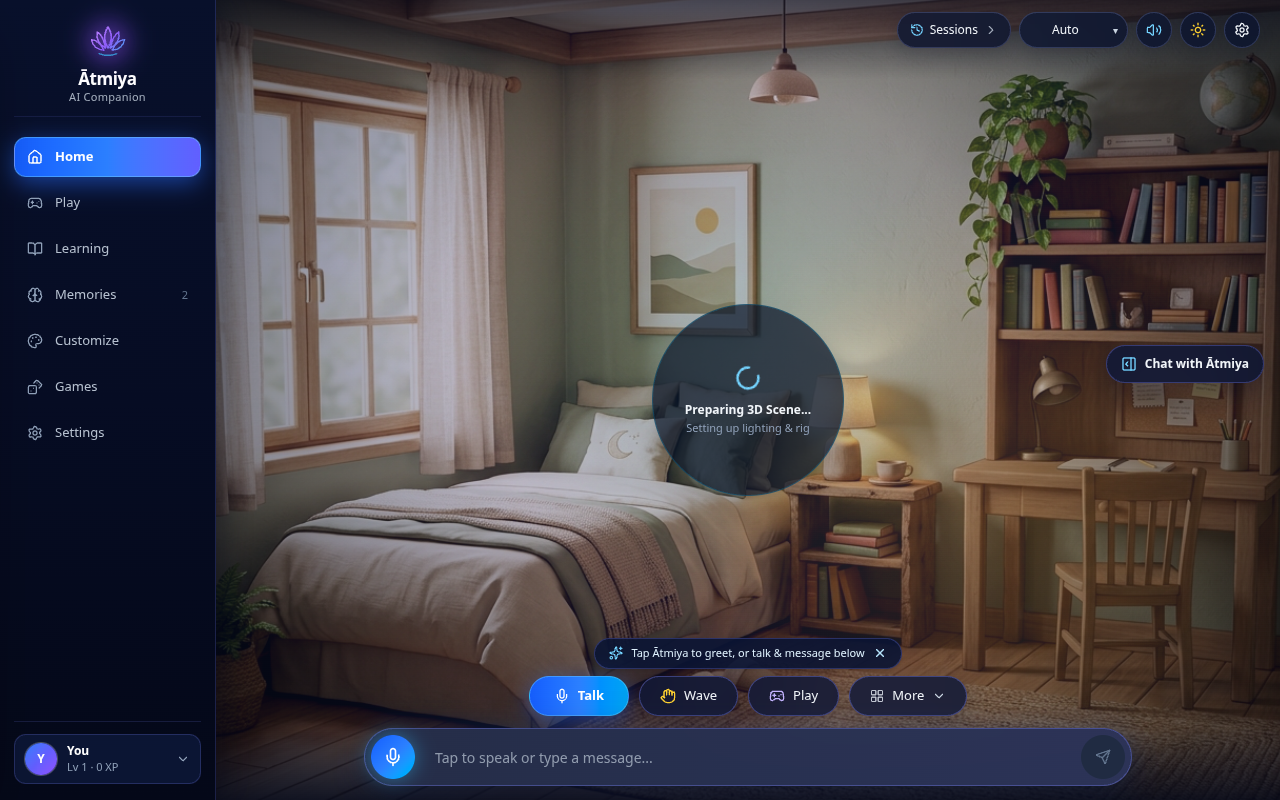 Ātmiya
AI Companion
Home
Play
Learning
Memories 2
Customize
Games
Settings
Y
You
Lv 1 · 0 XP
Sessions
Auto
Preparing 3D Scene...
Setting up lighting & rig
Chat with Ātmiya
Tap Ātmiya to greet, or talk & message below
Talk
Wave
Play
More
Tap to speak or type a message...